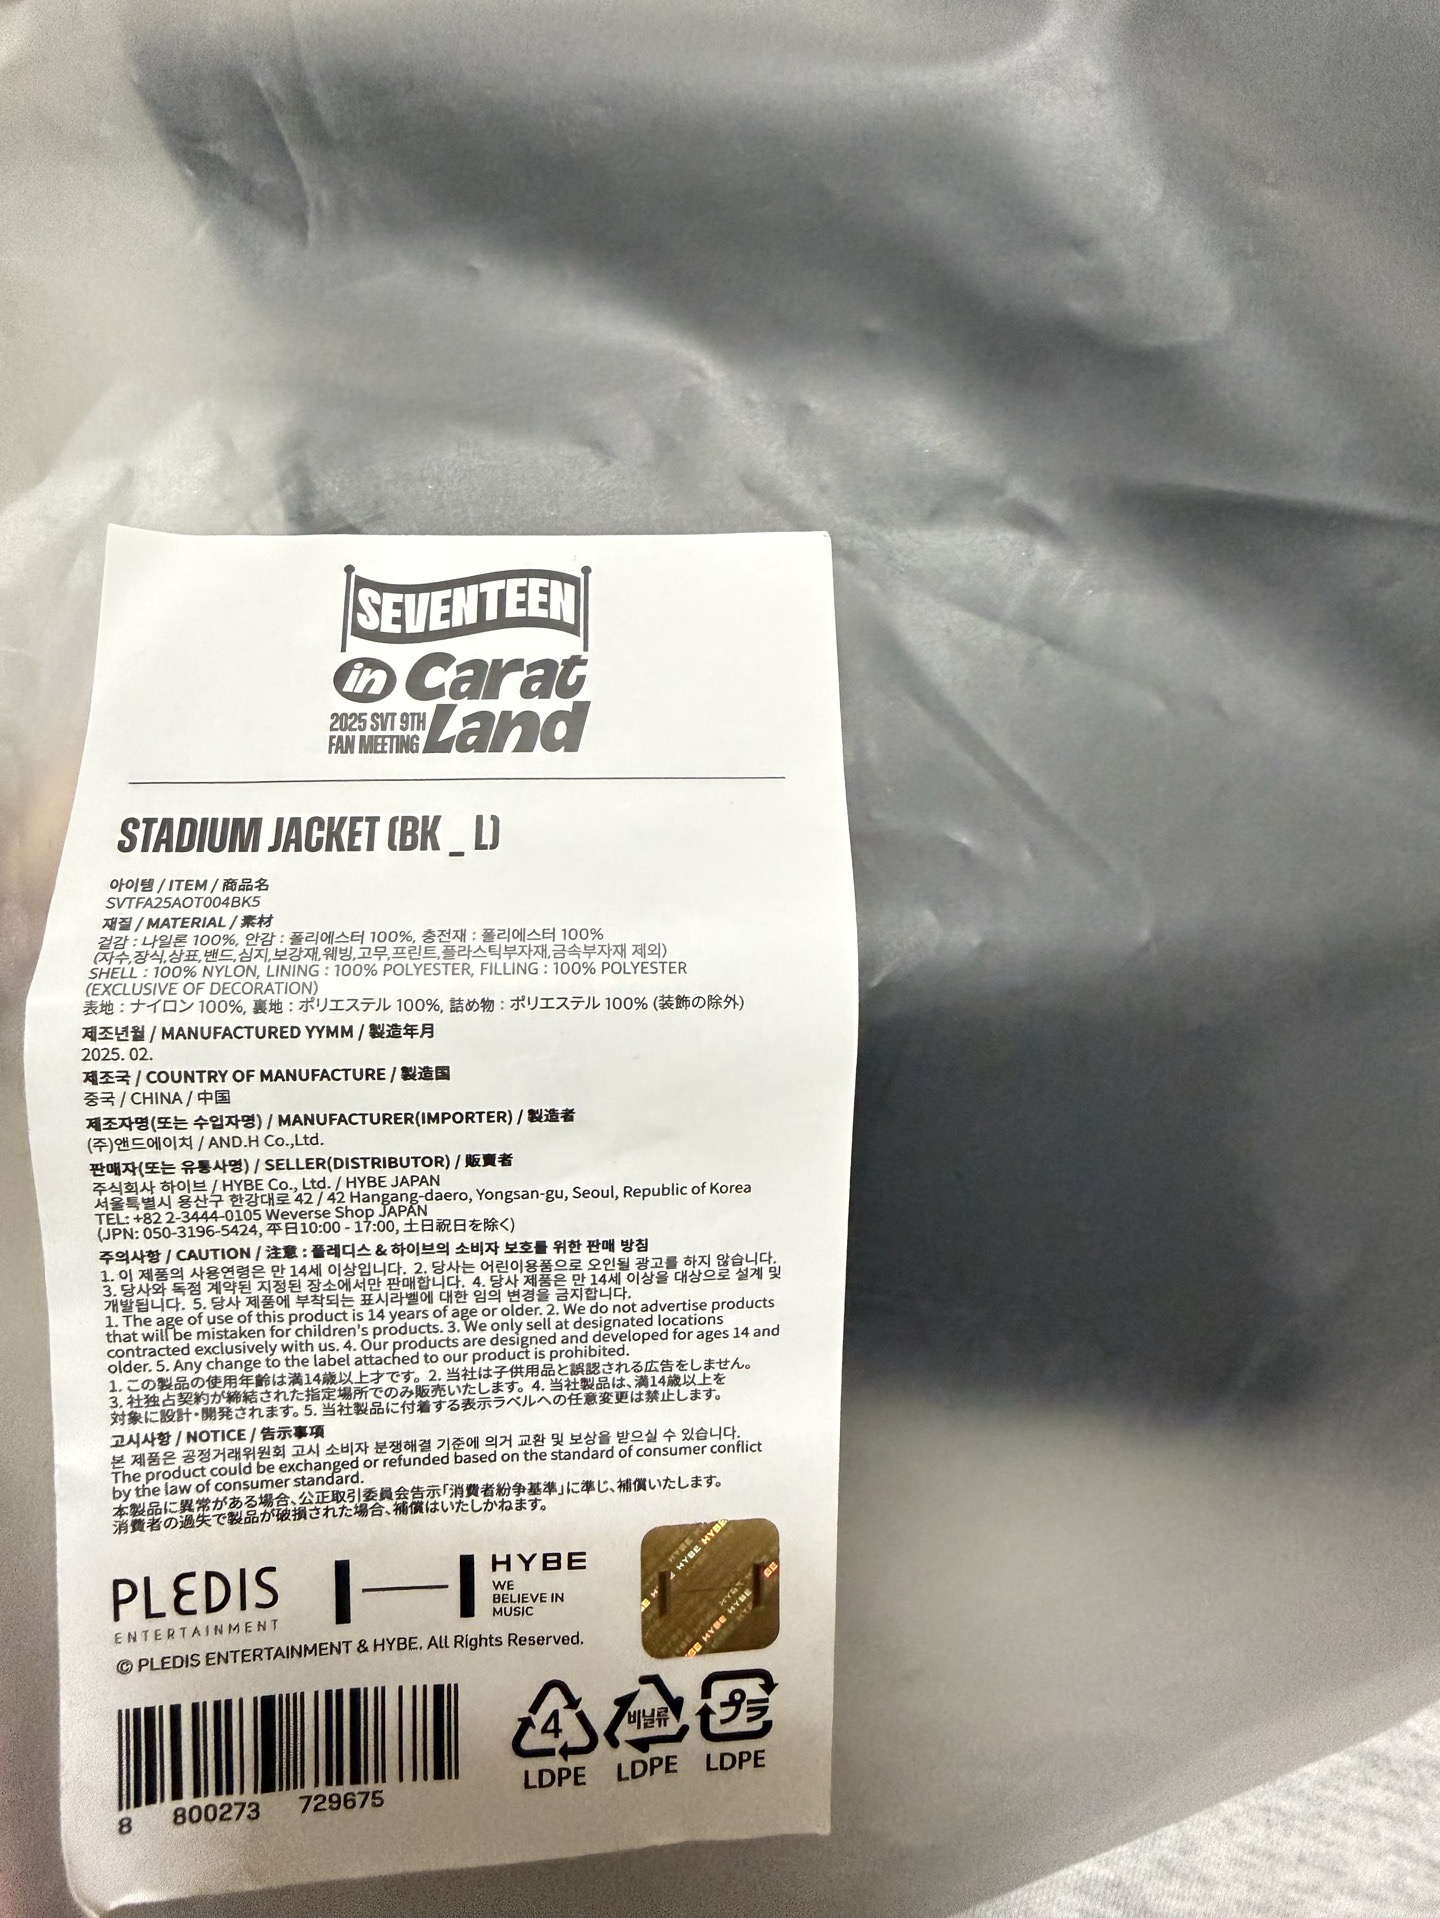 SEVENTEEN
in Carat
2025 SVT 9TH
FAN MEETING Land
STADIUM JACKET (BK _ L)
아이템 / ITEM / 商品名
SVTFA25AOT004BK5
재질 / MATERIAL / 素材
겉감 : 나일론 100%, 안감 : 폴리에스터 100%, 충전재 : 폴리에스터 100%
(자수,장식,상표,밴드,심지,보강재,웨빙,고무,프린트,플라스틱부자재,금속부자재 제외)
SHELL : 100% NYLON, LINING : 100% POLYESTER, FILLING : 100% POLYESTER
(EXCLUSIVE OF DECORATION)
表地 : ナイロン 100%, 裏地 : ポリエステル 100%, 詰め物 : ポリエステル 100% (装飾の除外)
제조년월 / MANUFACTURED YYMM / 製造年月
2025. 02.
제조국 / COUNTRY OF MANUFACTURE / 製造国
중국 / CHINA / 中国
제조자명(또는 수입자명) / MANUFACTURER(IMPORTER) / 製造者
(주)앤드에이치 / AND.H Co.,Ltd.
판매자(또는 유통사명) / SELLER(DISTRIBUTOR) / 販賣者
주식회사 하이브 / HYBE Co., Ltd. / HYBE JAPAN
서울특별시 용산구 한강대로 42 / 42 Hangang-daero, Yongsan-gu, Seoul, Republic of Korea
TEL: +82 2-3444-0105 Weverse Shop JAPAN
(JPN: 050-3196-5424, 平日10:00 - 17:00, 土日祝日を除く)
주의사항 / CAUTION / 注意 : 플레디스 & 하이브의 소비자 보호를 위한 판매 방침
1. 이 제품의 사용연령은 만 14세 이상입니다. 2. 당사는 어린이용품으로 오인될 광고를 하지 않습니다.
3. 당사와 독점 계약된 지정된 장소에서만 판매합니다. 4. 당사 제품은 만 14세 이상을 대상으로 설계 및
개발됩니다. 5. 당사 제품에 부착되는 표시라벨에 대한 임의 변경을 금지합니다.
1. The age of use of this product is 14 years of age or older. 2. We do not advertise products
that will be mistaken for children's products. 3. We only sell at designated locations
contracted exclusively with us. 4. Our products are designed and developed for ages 14 and
older. 5. Any change to the label attached to our product is prohibited.
1. この製品の使用年齢は満14歳以上才です。 2. 当社は子供用品と誤認される広告をしません。
3. 社独占契約が締結された指定場所でのみ販売いたします。 4. 当社製品は、満14歳以上を
対象に設計・開発されます。 5. 当社製品に付着する表示ラベルへの任意変更は禁止します。
고시사항 / NOTICE / 告示事項
본 제품은 공정거래위원회 고시 소비자 분쟁해결 기준에 의거 교환 및 보상을 받으실 수 있습니다.
The product could be exchanged or refunded based on the standard of consumer conflict
by the law of consumer standard.
本製品に異常がある場合、公正取引委員会告示「消費者紛争基準」に準じ、補償いたします。
消費者の過失で製品が破損された場合、補償はいたしかねます。
PLEDIS
ENTERTAINMENT
HYBE
WE
BELIEVE IN
MUSIC
HYBE HYBE HYBE
HYBE HYBE
© PLEDIS ENTERTAINMENT & HYBE. All Rights Reserved.
4 비닐류 プラ
LDPE LDPE LDPE
8 800273 729675